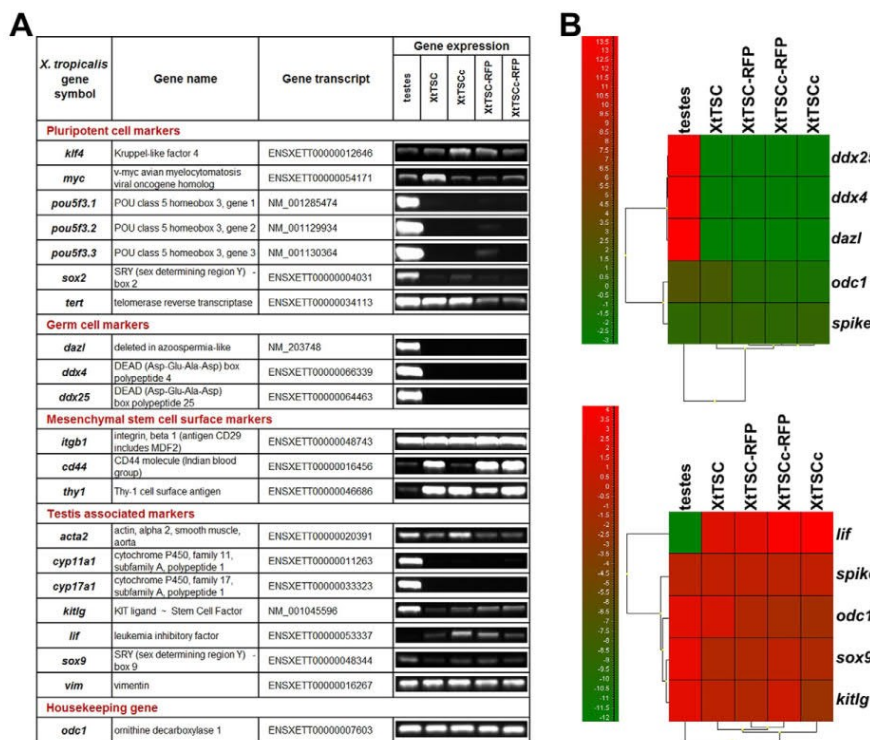 A
X. tropicalis
gene
symbol
Gene name
Gene transcript
Gene expression
testes
XtTSC
XtTSCc
XtTSC-RFP
XtTSCc-RFP
Pluripotent cell markers
klf4 Kruppel-like factor 4 ENSXETT00000012646
myc v-myc avian myelocytomatosis
viral oncogene homolog ENSXETT00000054171
pou5f3.1 POU class 5 homeobox 3, gene 1 NM_001285474
pou5f3.2 POU class 5 homeobox 3, gene 2 NM_001129934
pou5f3.3 POU class 5 homeobox 3, gene 3 NM_001130364
sox2 SRY (sex determining region Y) -
box 2 ENSXETT00000004031
tert telomerase reverse transcriptase ENSXETT00000034113
Germ cell markers
dazl deleted in azoospermia-like NM_203748
ddx4 DEAD (Asp-Glu-Ala-Asp) box
polypeptide 4 ENSXETT00000066339
ddx25 DEAD (Asp-Glu-Ala-Asp)
box polypeptide 25 ENSXETT00000064463
Mesenchymal stem cell surface markers
itgb1 integrin, beta 1 (antigen CD29
includes MDF2) ENSXETT00000048743
cd44 CD44 molecule (Indian blood
group) ENSXETT00000016456
thy1 Thy-1 cell surface antigen ENSXETT00000046686
Testis associated markers
acta2 actin, alpha 2, smooth muscle,
aorta ENSXETT00000020391
cyp11a1 cytochrome P450, family 11,
subfamily A, polypeptide 1 ENSXETT00000011263
cyp17a1 cytochrome P450, family 17,
subfamily A, polypeptide 1 ENSXETT00000033323
kitlg KIT ligand ~ Stem Cell Factor NM_001045596
lif leukemia inhibitory factor ENSXETT00000053337
sox9 SRY (sex determining region Y) -
box 9 ENSXETT00000048344
vim vimentin ENSXETT00000016267
Housekeeping gene
odc1 ornithine decarboxylase 1 ENSXETT00000007603
B
testes
XtTSC
XtTSC-RFP
XtTSCc-RFP
XtTSCc
ddx25
ddx4
dazl
odc1
spike
testes
XtTSC
XtTSC-RFP
XtTSCc-RFP
XtTSCc
lif
spike
odc1
sox9
kitlg